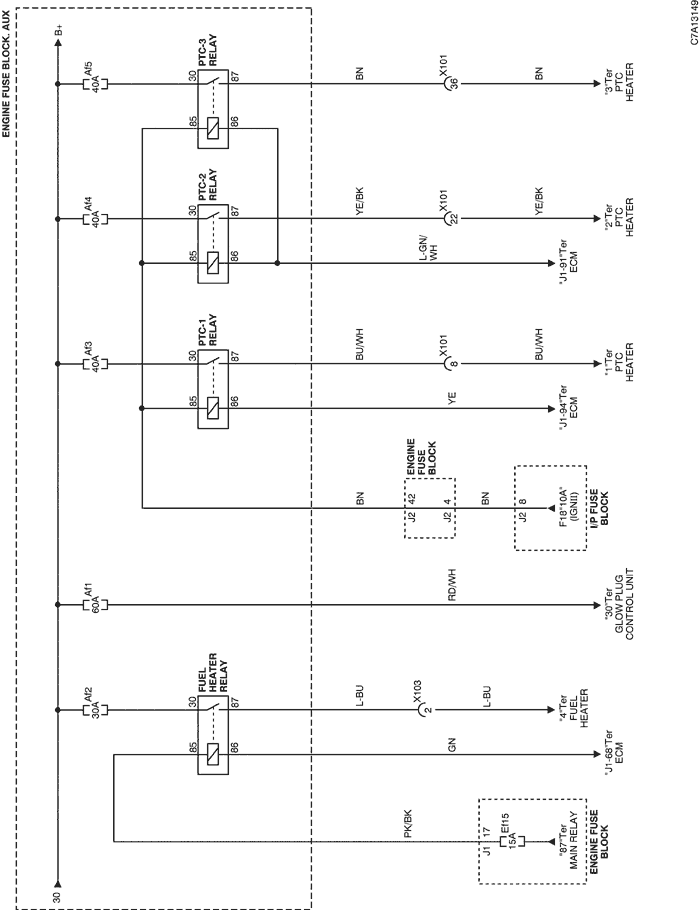 C7A13149
ENGINE FUSE BLOCK. AUX
30
B+
Af2
30A
Af1
60A
Af3
40A
Af4
40A
Af5
40A
FUEL
HEATER
RELAY
85
30
86
87
PTC-1
RELAY
85
30
86
87
PTC-2
RELAY
85
30
86
87
PTC-3
RELAY
85
30
86
87
PK/BK
GN
L-BU
X103
2
L-BU
RD/WH
BN
YE
BU/WH
X101
8
BU/WH
L-GN/
WH
YE/BK
X101
22
YE/BK
BN
X101
36
BN
ENGINE
FUSE
BLOCK
J2 42
J2 4
BN
J2 8
F18"10A"
(IGNII)
I/P FUSE
BLOCK
J1 17
Ef15
15A
"87"Ter
MAIN RELAY
ENGINE FUSE
BLOCK
"J1-68"Ter
ECM
"4"Ter
FUEL
HEATER
"30"Ter
GLOW PLUG
CONTROL UNIT
"J1-94"Ter
ECM
"1"Ter
PTC
HEATER
"J1-91"Ter
ECM
"2"Ter
PTC
HEATER
"3"Ter
PTC
HEATER